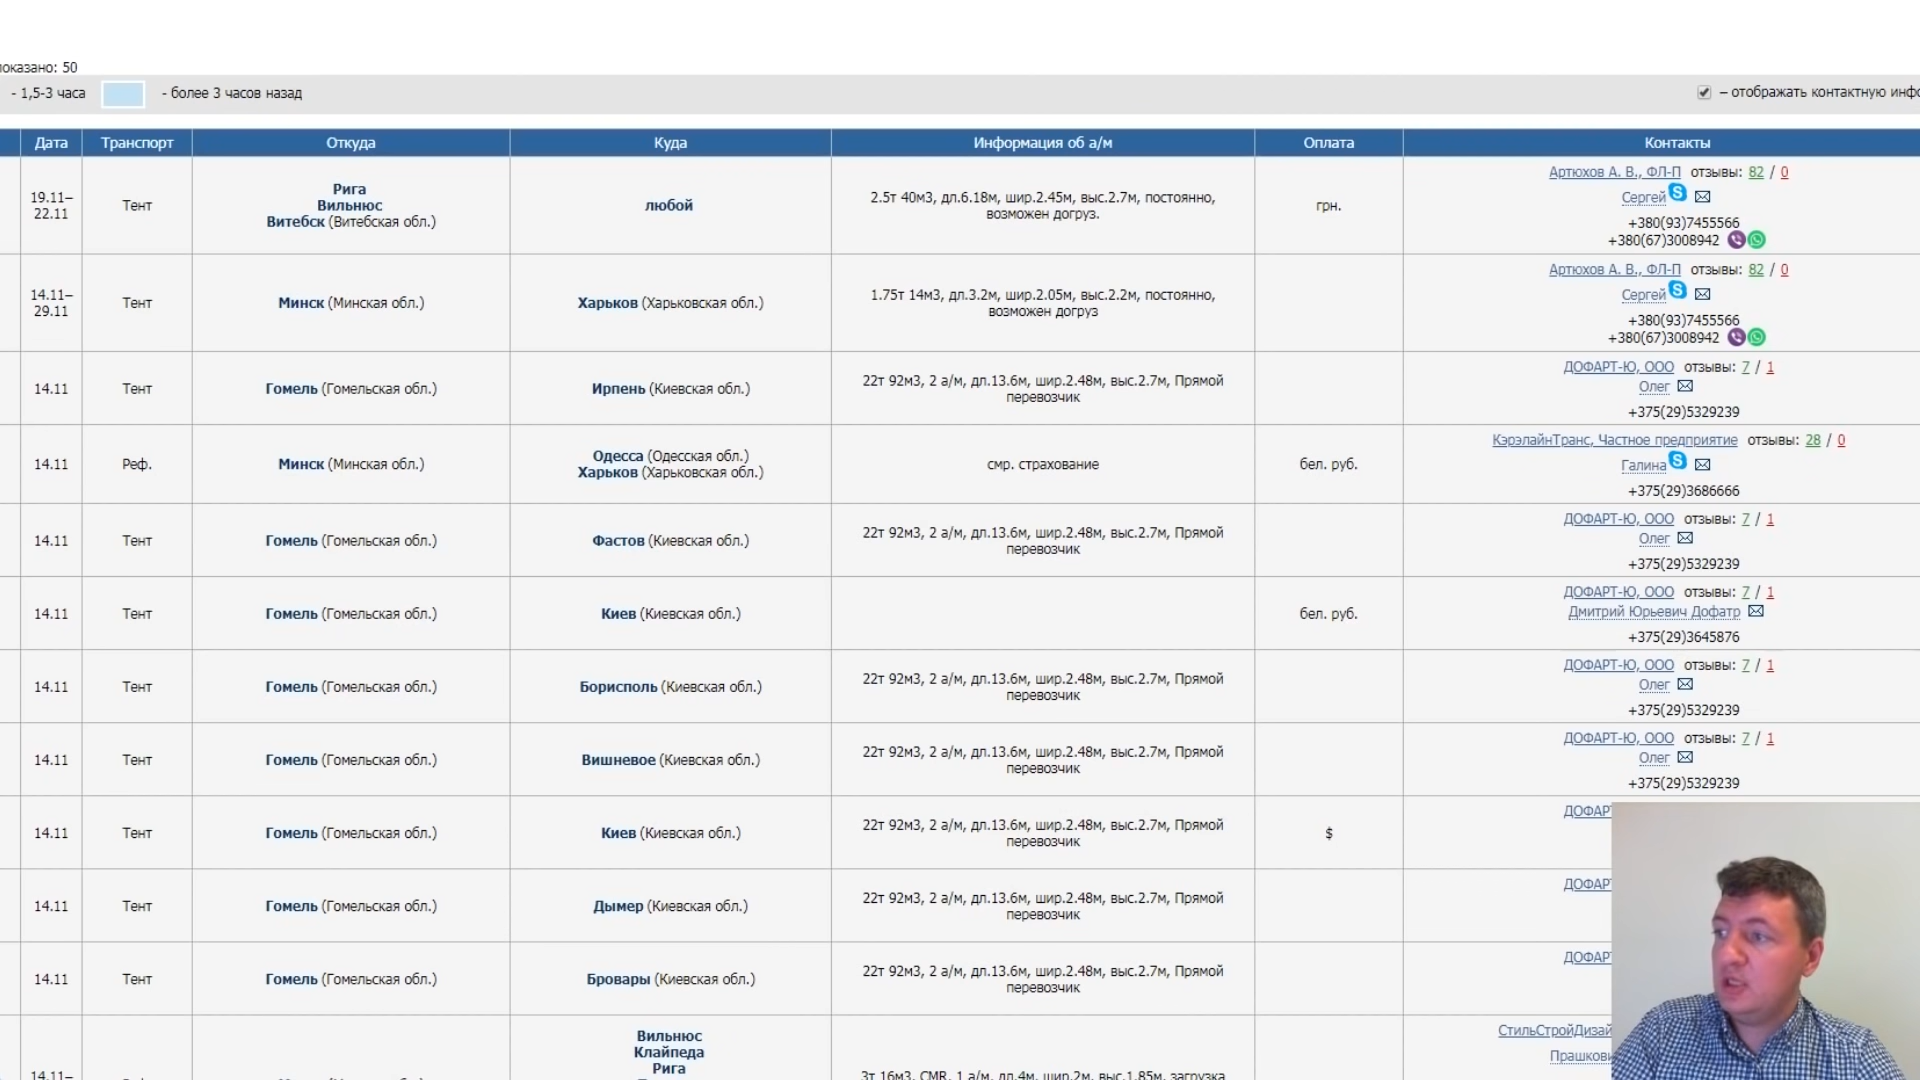 показано: 50
- 1,5-3 часа - более 3 часов назад – отображать контактную инфо
Дата Транспорт Откуда Куда Информация об а/м Оплата Контакты
19.11–
22.11
Тент
Рига
Вильнюс
Витебск (Витебская обл.)
любой
2.5т 40м3, дл.6.18м, шир.2.45м, выс.2.7м, постоянно,
возможен догруз.
грн.
Артюхов А. В., ФЛ-П отзывы: 82 / 0
Сергей
+380(93)7455566
+380(67)3008942
14.11–
29.11
Тент
Минск (Минская обл.)
Харьков (Харьковская обл.)
1.75т 14м3, дл.3.2м, шир.2.05м, выс.2.2м, постоянно,
возможен догруз
Артюхов А. В., ФЛ-П отзывы: 82 / 0
Сергей
+380(93)7455566
+380(67)3008942
14.11
Тент
Гомель (Гомельская обл.)
Ирпень (Киевская обл.)
22т 92м3, 2 а/м, дл.13.6м, шир.2.48м, выс.2.7м, Прямой
перевозчик
ДОФАРТ-Ю, ООО отзывы: 7 / 1
Олег
+375(29)5329239
14.11
Реф.
Минск (Минская обл.)
Одесса (Одесская обл.)
Харьков (Харьковская обл.)
смр. страхование
бел. руб.
КэрэлайнТранс, Частное предприятие отзывы: 28 / 0
Галина
+375(29)3686666
14.11
Тент
Гомель (Гомельская обл.)
Фастов (Киевская обл.)
22т 92м3, 2 а/м, дл.13.6м, шир.2.48м, выс.2.7м, Прямой
перевозчик
ДОФАРТ-Ю, ООО отзывы: 7 / 1
Олег
+375(29)5329239
14.11
Тент
Гомель (Гомельская обл.)
Киев (Киевская обл.)
бел. руб.
ДОФАРТ-Ю, ООО отзывы: 7 / 1
Дмитрий Юрьевич Дофатр
+375(29)3645876
14.11
Тент
Гомель (Гомельская обл.)
Борисполь (Киевская обл.)
22т 92м3, 2 а/м, дл.13.6м, шир.2.48м, выс.2.7м, Прямой
перевозчик
ДОФАРТ-Ю, ООО отзывы: 7 / 1
Олег
+375(29)5329239
14.11
Тент
Гомель (Гомельская обл.)
Вишневое (Киевская обл.)
22т 92м3, 2 а/м, дл.13.6м, шир.2.48м, выс.2.7м, Прямой
перевозчик
ДОФАРТ-Ю, ООО отзывы: 7 / 1
Олег
+375(29)5329239
14.11
Тент
Гомель (Гомельская обл.)
Киев (Киевская обл.)
22т 92м3, 2 а/м, дл.13.6м, шир.2.48м, выс.2.7м, Прямой
перевозчик
$
ДОФАРТ
14.11
Тент
Гомель (Гомельская обл.)
Дымер (Киевская обл.)
22т 92м3, 2 а/м, дл.13.6м, шир.2.48м, выс.2.7м, Прямой
перевозчик
ДОФАРТ
14.11
Тент
Гомель (Гомельская обл.)
Бровары (Киевская обл.)
22т 92м3, 2 а/м, дл.13.6м, шир.2.48м, выс.2.7м, Прямой
перевозчик
ДОФАРТ
14.11–
Вильнюс
Клайпеда
Рига
3т 16м3, CMR, 1 а/м, дл.4м, шир.2м, выс.1.85м, загрузка
СтильСтройДизай
Прашкови